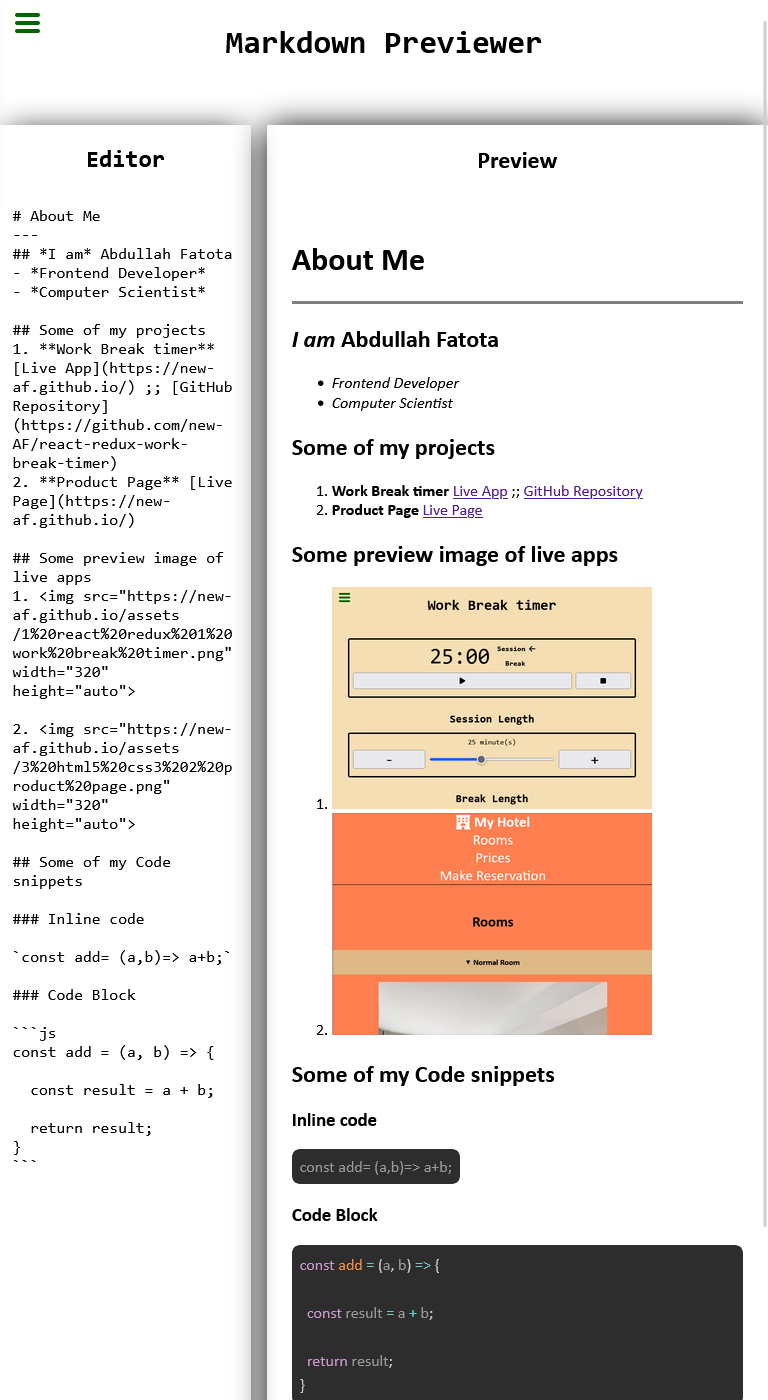 Markdown Previewer
Editor
# About Me
---
## *I am* Abdullah Fatota
- *Frontend Developer*
- *Computer Scientist*
## Some of my projects
1. **Work Break timer**
[Live App](https://new-
af.github.io/) ;; [GitHub
Repository]
(https://github.com/new-
AF/react-redux-work-
break-timer)
2. **Product Page** [Live
Page](https://new-
af.github.io/)
## Some preview image of
live apps
1. <img src="https://new-
af.github.io/assets
/1%20react%20redux%201%20
work%20break%20timer.png"
width="320"
height="auto">
2. <img src="https://new-
af.github.io/assets
/3%20html5%20css3%202%20p
roduct%20page.png"
width="320"
height="auto">
## Some of my Code
snippets
### Inline code
`const add= (a,b)=> a+b;`
### Code Block
```js
const add = (a, b) => {
  const result = a + b;
  return result;
}
```
Preview
About Me
I am Abdullah Fatota
• Frontend Developer
• Computer Scientist
Some of my projects
1. Work Break timer Live App ;; GitHub Repository
2. Product Page Live Page
Some preview image of live apps
Work Break timer
25:00 Session ←
Break
Session Length
25 minute(s)
- +
Break Length
1.
My Hotel
Rooms
Prices
Make Reservation
Rooms
▼ Normal Room
2.
Some of my Code snippets
Inline code
const add= (a,b)=> a+b;
Code Block
const add = (a, b) => {
  const result = a + b;
  return result;
}